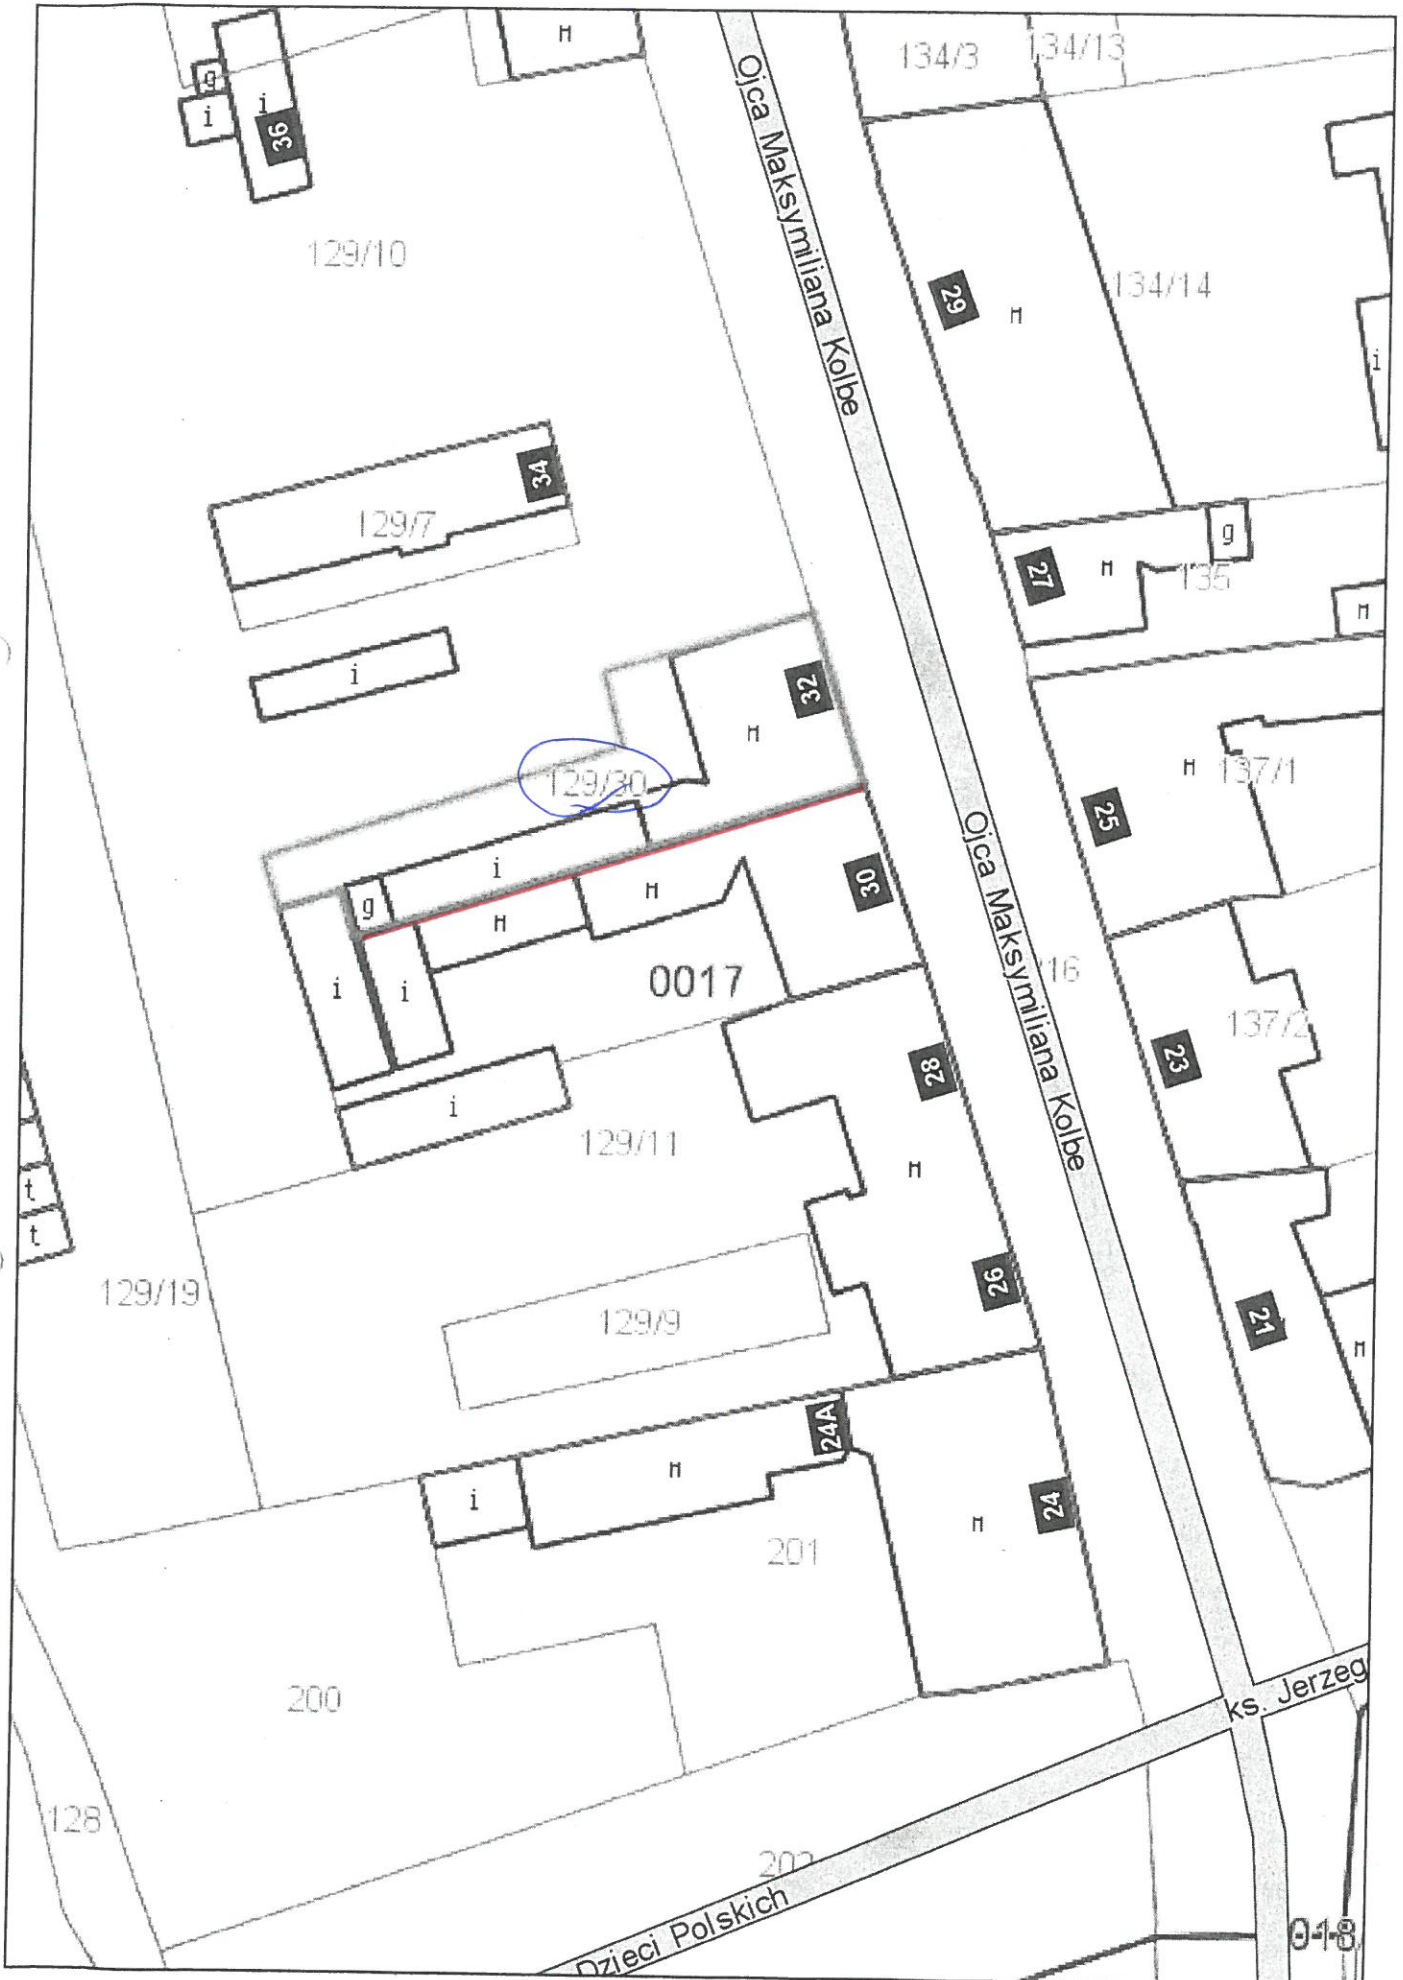 м
134/3
134/13
g
i
i
36
Ojca Maksymiliana Kolbe
129/10
29
м
134/14
i
34
129/7
g
27
м
135
м
i
32
м
129/30
м
137/1
25
i
g
м
м
30
0017
i
i
Ojca Maksymiliana Kolbe
16
137/2
28
23
i
129/11
м
t
t
129/19
129/9
26
21
м
24A
м
i
24
м
201
200
ks. Jerzeg
128
Dzieci Polskich
018